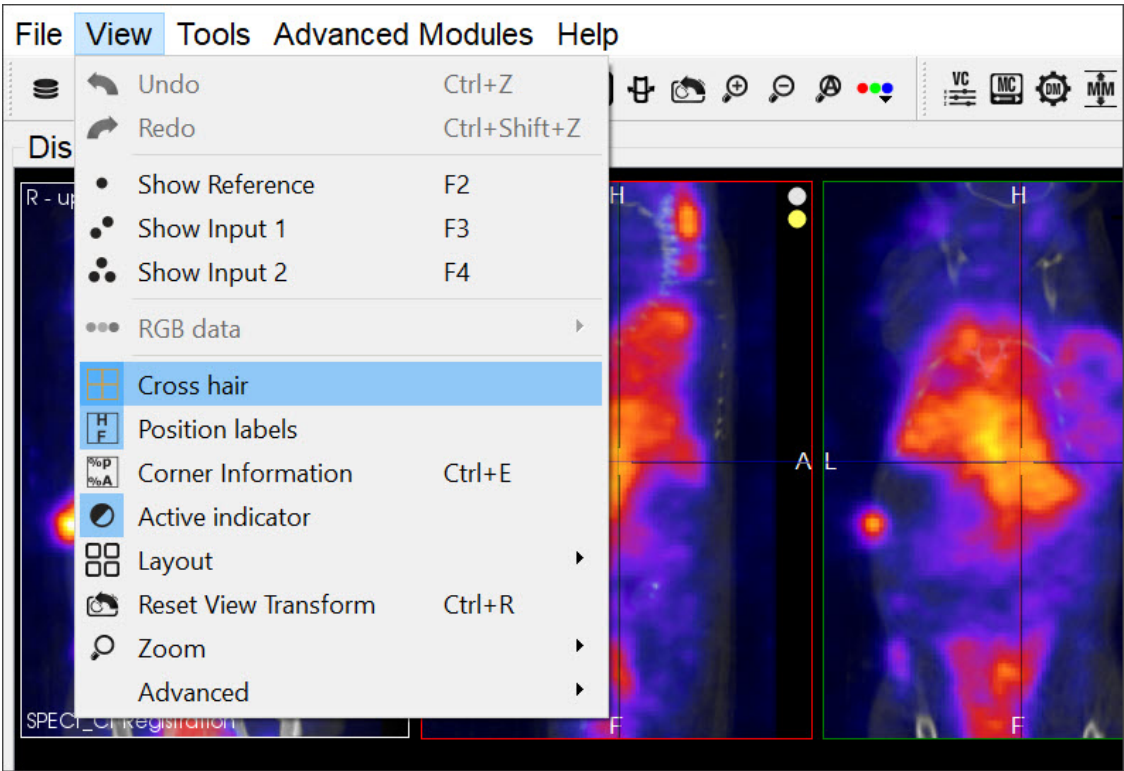 File View Tools Advanced Modules Help
VC MC DM MM
Undo Ctrl+Z
Redo Ctrl+Shift+Z
Dis
Show Reference F2
R - up H H
Show Input 1 F3
Show Input 2 F4
RGB data
Cross hair
H
F Position labels
A L
%p
%A Corner Information Ctrl+E
Active indicator
Layout
Reset View Transform Ctrl+R
Zoom
Advanced
SPECT_CT Registration F F